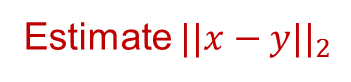 Estimate ||x − y||₂